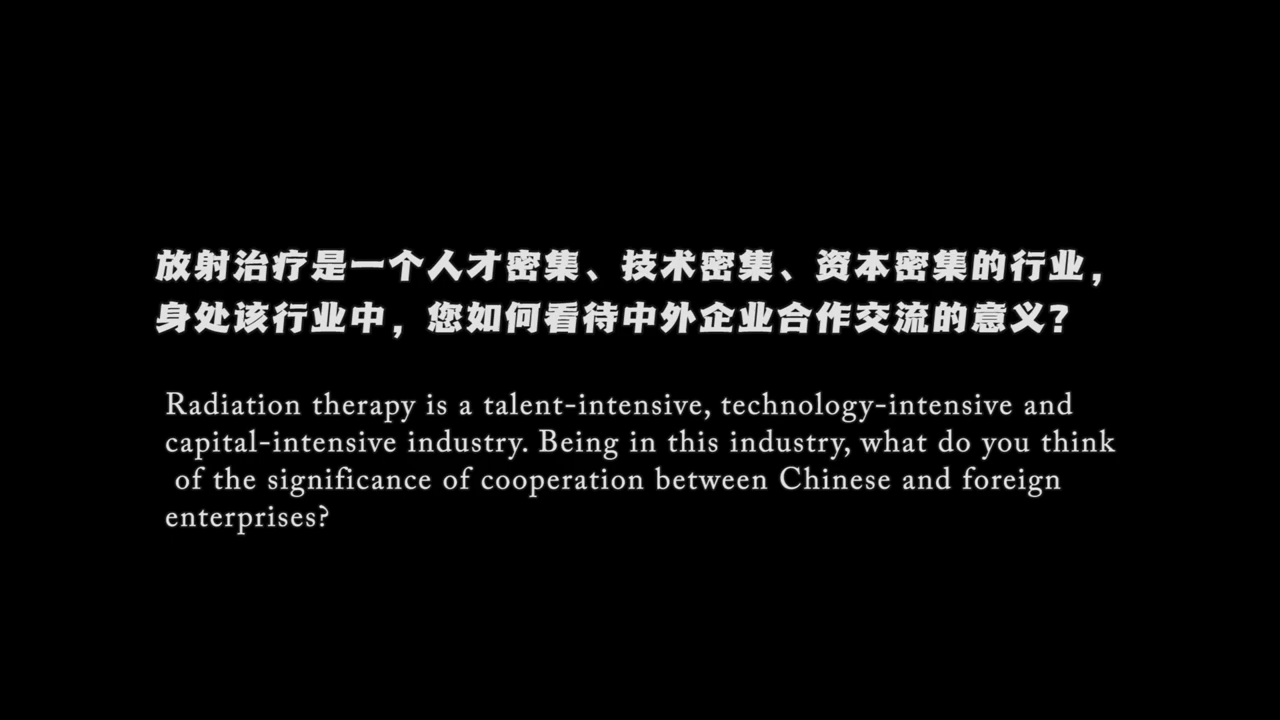 放射治疗是一个人才密集、技术密集、资本密集的行业，
身处该行业中，您如何看待中外企业合作交流的意义？
Radiation therapy is a talent-intensive, technology-intensive and
capital-intensive industry. Being in this industry, what do you think
of the significance of cooperation between Chinese and foreign
enterprises?